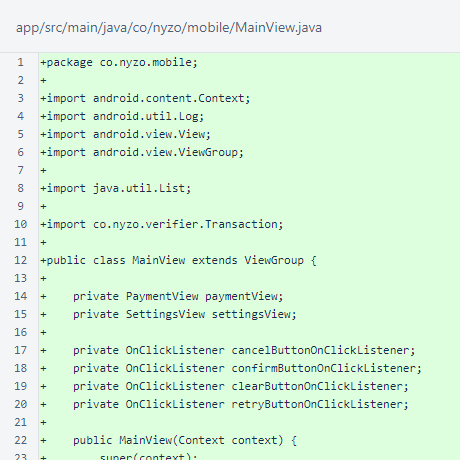 app/src/main/java/co/nyzo/mobile/MainView.java
1 +package co.nyzo.mobile;
2 +
3 +import android.content.Context;
4 +import android.util.Log;
5 +import android.view.View;
6 +import android.view.ViewGroup;
7 +
8 +import java.util.List;
9 +
10 +import co.nyzo.verifier.Transaction;
11 +
12 +public class MainView extends ViewGroup {
13 +
14 +    private PaymentView paymentView;
15 +    private SettingsView settingsView;
16 +
17 +    private OnClickListener cancelButtonOnClickListener;
18 +    private OnClickListener confirmButtonOnClickListener;
19 +    private OnClickListener clearButtonOnClickListener;
20 +    private OnClickListener retryButtonOnClickListener;
21 +
22 +    public MainView(Context context) {
23 +        super(context);